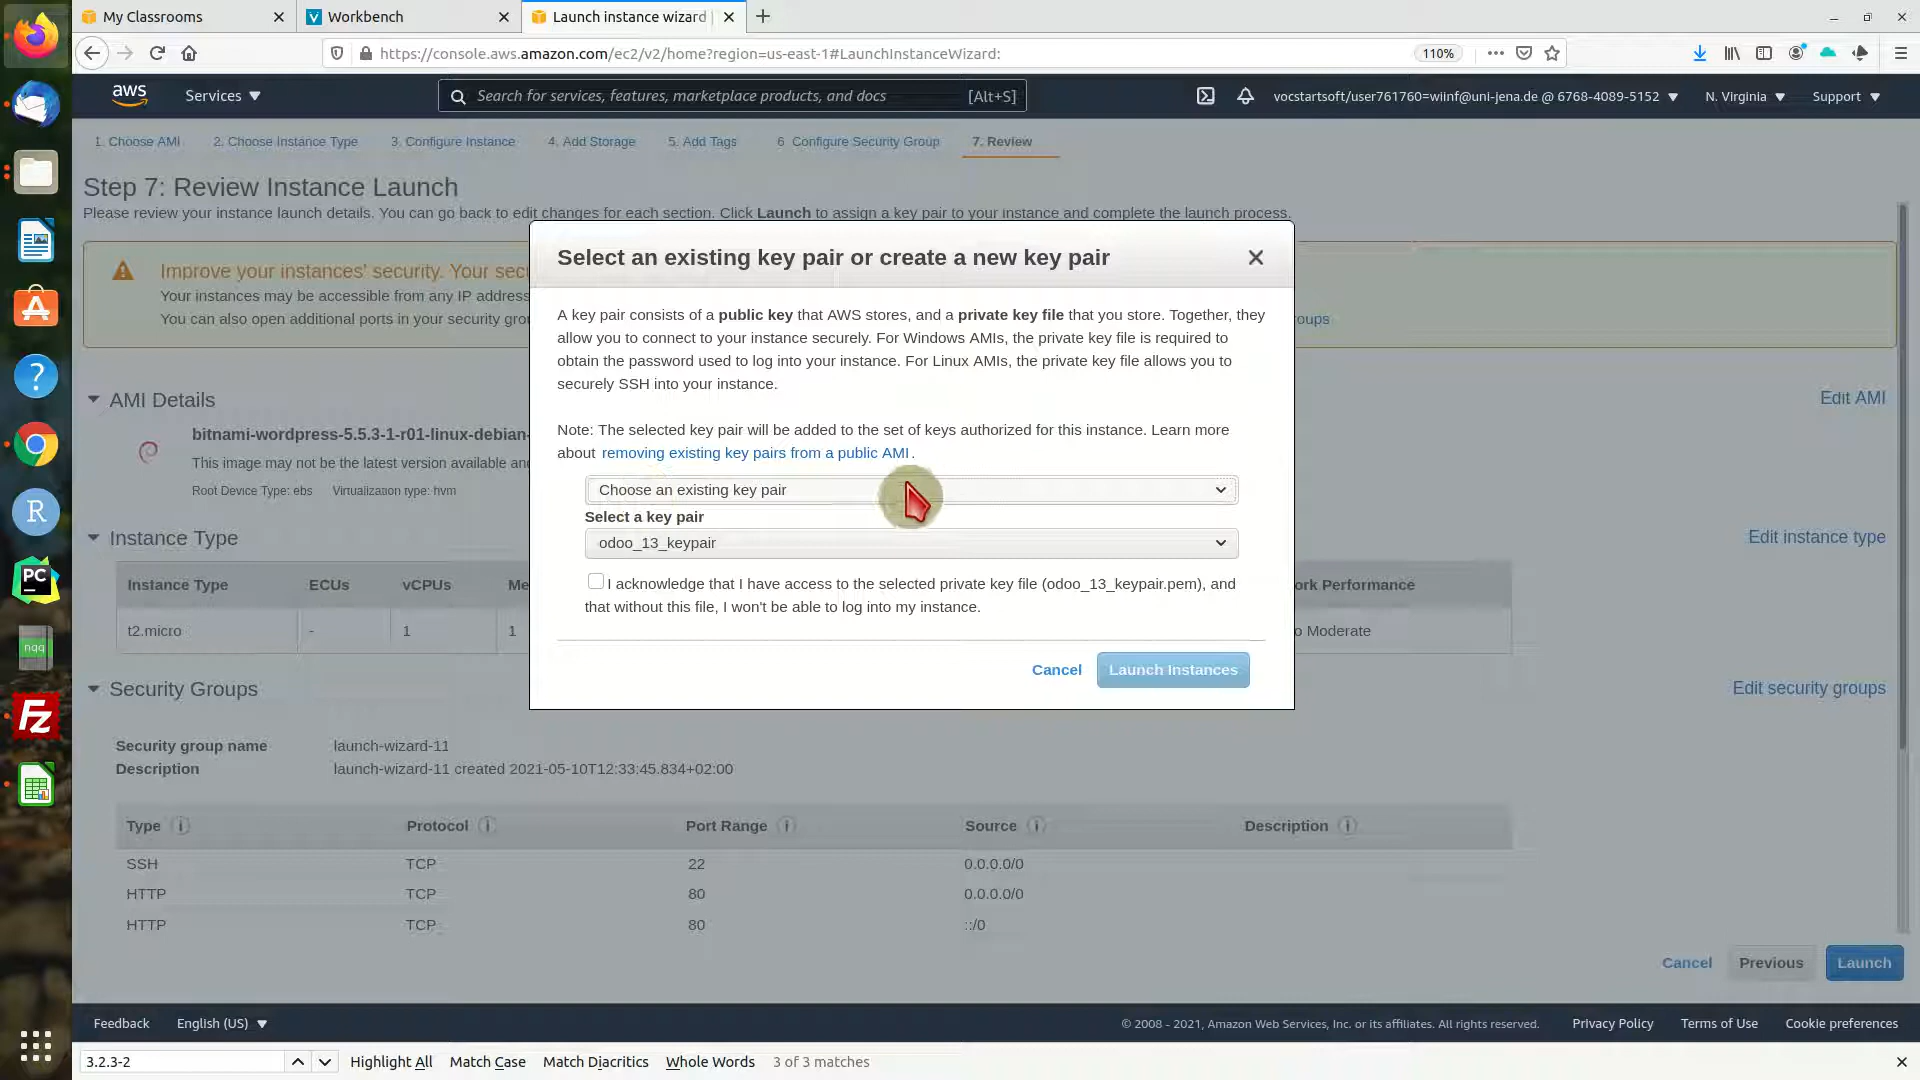 My Classrooms
Workbench
Launch instance wizard
https://console.aws.amazon.com/ec2/v2/home?region=us-east-1#LaunchInstanceWizard:
110%
aws
Services
Search for services, features, marketplace products, and docs
[Alt+S]
vocstartsoft/user761760=wiinf@uni-jena.de @ 6768-4089-5152
N. Virginia
Support
1. Choose AMI
2. Choose Instance Type
3. Configure Instance
4. Add Storage
5. Add Tags
6 Configure Security Group
7. Review
Step 7: Review Instance Launch
Please review your instance launch details. You can go back to edit changes for each section. Click Launch to assign a key pair to your instance and complete the launch process.
Improve your instances' security. Your
Your instances may be accessible from any IP
You can also open additional ports in your security
Select an existing key pair or create a new key pair
A key pair consists of a public key that AWS stores, and a private key file that you store. Together, they
allow you to connect to your instance securely. For Windows AMIs, the private key file is required to
obtain the password used to log into your instance. For Linux AMIs, the private key file allows you to
securely SSH into your instance.
Note: The selected key pair will be added to the set of keys authorized for this instance. Learn more
about removing existing key pairs from a public AMI .
Choose an existing key pair
Select a key pair
odoo_13_keypair
I acknowledge that I have access to the selected private key file (odoo_13_keypair.pem), and
that without this file, I won't be able to log into my instance.
Cancel
Launch Instances
AMI Details
Edit AMI
bitnami-wordpress-5.5.3-1-r01-linux-debian-
This image may not be the latest version available
Root Device Type: ebs
Virtualization type: hvm
Instance Type
Edit instance type
Instance Type
ECUs
vCPUs
Performance
t2.micro
-
1
1
Moderate
Security Groups
Edit security groups
Security group name
launch-wizard-11
Description
launch-wizard-11 created 2021-05-10T12:33:45.834+02:00
Type
Protocol
Port Range
Source
Description
SSH
TCP
22
0.0.0.0/0
HTTP
TCP
80
0.0.0.0/0
HTTP
TCP
80
::/0
Cancel
Previous
Launch
Feedback
English (US)
© 2008 - 2021, Amazon Web Services, Inc. or its affiliates. All rights reserved.
Privacy Policy
Terms of Use
Cookie preferences
3.2.3-2
Highlight All
Match Case
Match Diacritics
Whole Words
3 of 3 matches
R
PC
nqq
Fz